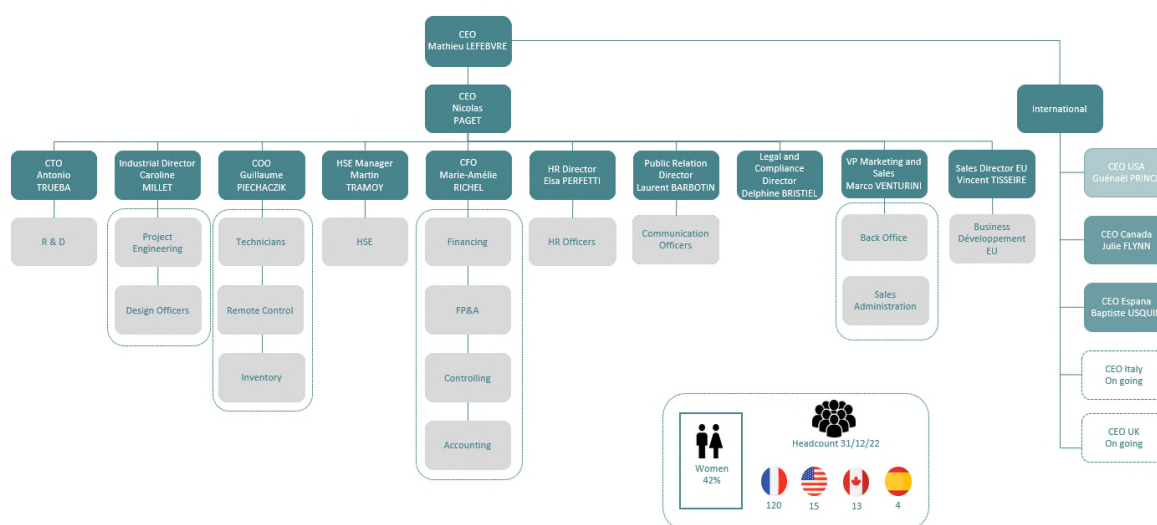 CEO
Mathieu LEFEBVRE
CEO
Nicolas
PAGET
International
CTO
Antonio
TRUEBA
Industrial Director
Caroline
MILLET
COO
Guillaume
PIECHACZIK
HSE Manager
Martin
TRAMOY
CFO
Marie-Amélie
RICHEL
HR Director
Elsa PERFETTI
Public Relation
Director
Laurent BARBOTIN
Legal and
Compliance
Director
Delphine BRISTIEL
VP Marketing and
Sales
Marco VENTURINI
Sales Director EU
Vincent TISSEIRE
CEO USA
Guénaël PRINCE
R & D
Project
Engineering
Technicians
HSE
Financing
HR Officers
Communication
Officers
Back Office
Business
Développement
EU
CEO Canada
Julie FLYNN
Design Officers
Remote Control
FP&A
Sales
Administration
CEO Espana
Baptiste USQUIN
Inventory
Controlling
CEO Italy
On going
Accounting
CEO UK
On going
Women
42%
Headcount 31/12/22
120
15
13
4